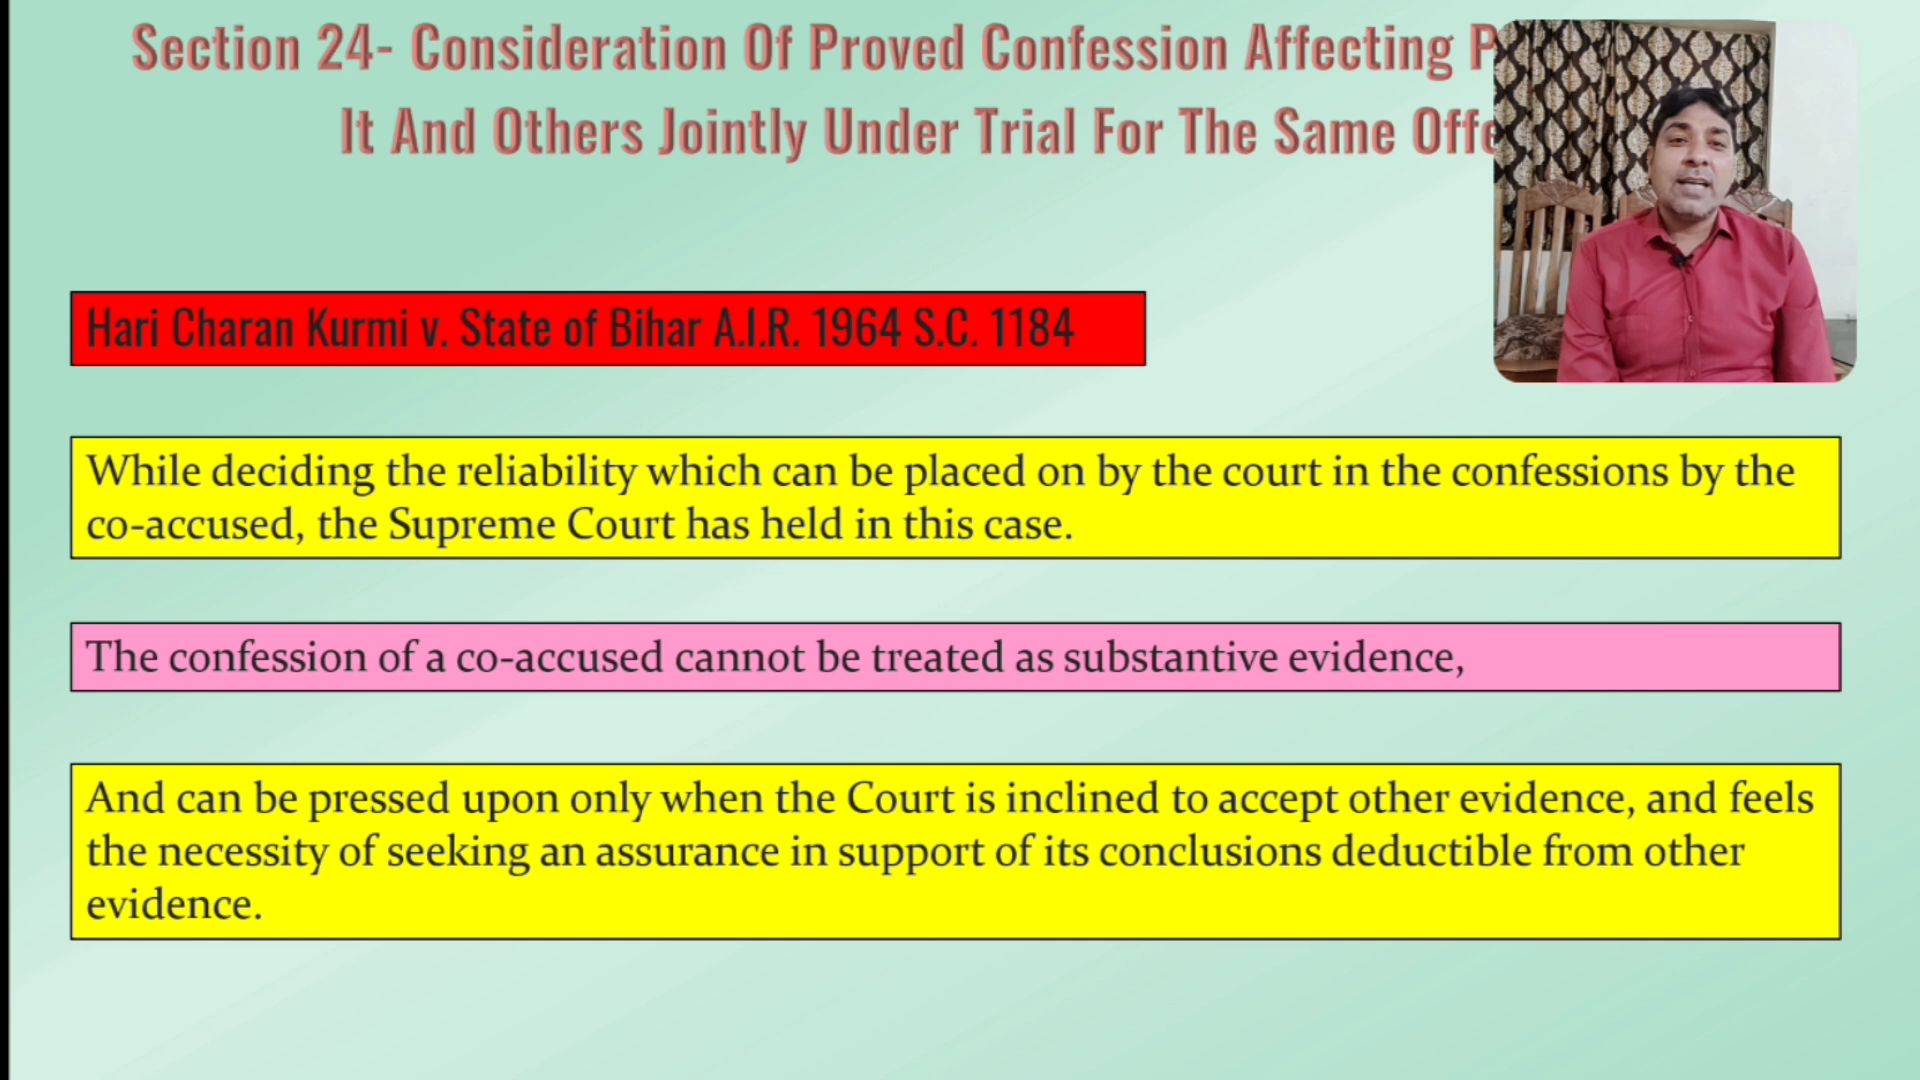 Section 24- Consideration Of Proved Confession Affecting
It And Others Jointly Under Trial For The Same
Hari Charan Kurmi v. State of Bihar A.I.R. 1964 S.C. 1184
While deciding the reliability which can be placed on by the court in the confessions by the
co-accused, the Supreme Court has held in this case.
The confession of a co-accused cannot be treated as substantive evidence,
And can be pressed upon only when the Court is inclined to accept other evidence, and feels
the necessity of seeking an assurance in support of its conclusions deductible from other
evidence.